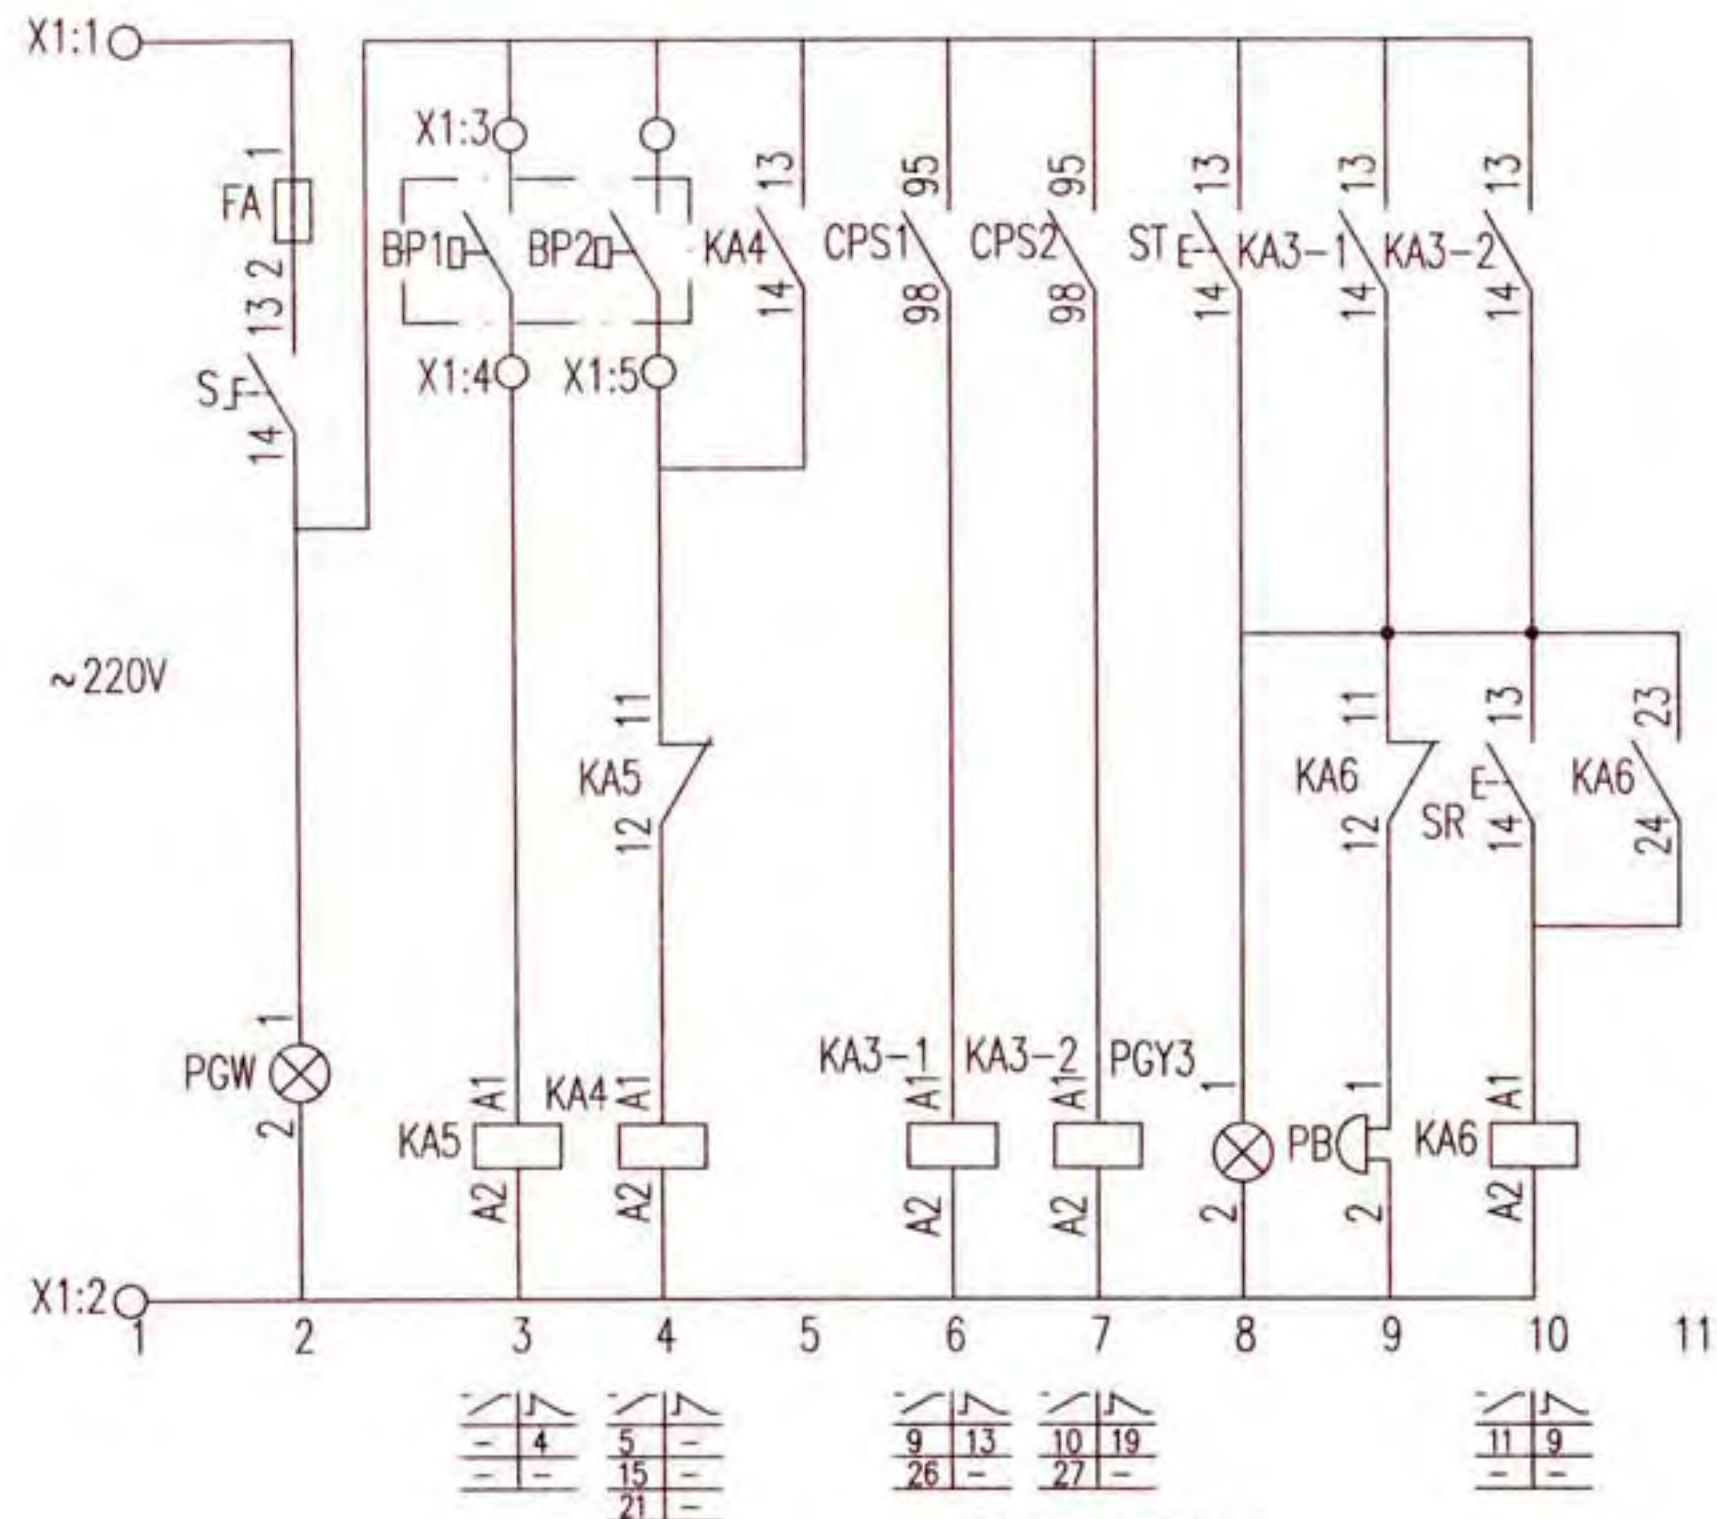 X1:1
X1:3
1 13 95 95 13 13 13
FA BP1 BP2 KA4 CPS1 CPS2 ST KA3-1 KA3-2
2 14 98 98 14 14 14
13
S X1:4 X1:5
14
~220V
11 11 13 23
KA5 KA6 SR KA6
12 12 14 24
1 KA3-1 KA3-2 PGY3
PGW A1 KA4 A1 A1 A1 1 1 A1
2 KA5 PB KA6
A2 A2 A2 A2 2 2 A2
X1:2
1 2 3 4 5 6 7 8 9 10 11
- 4 5 - 9 13 10 19 11 9
- - 15 - 26 - 27 - - -
21 -